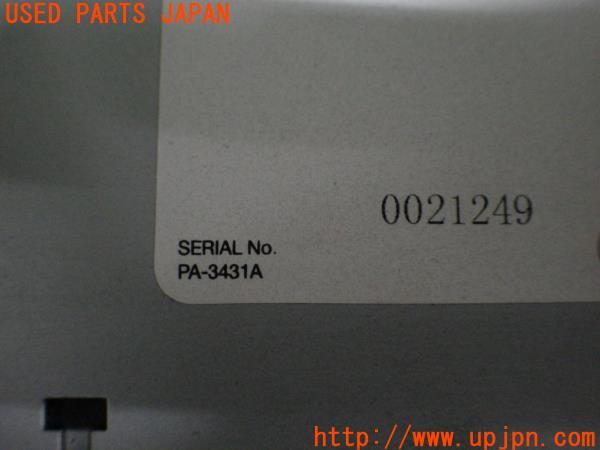 USED PARTS JAPAN
0021249
SERIAL No.
PA-3431A
http://www.upjpn.com